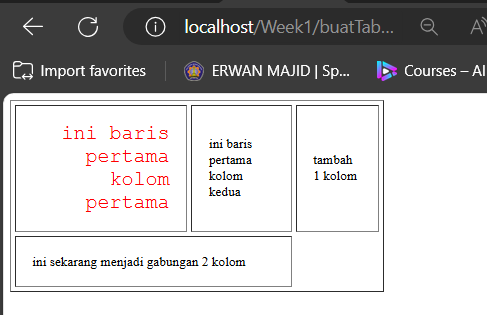 localhost/Week1/buatTab...
Import favorites
ERWAN MAJID | Sp...
Courses – AI
ini baris
pertama
kolom
pertama
ini baris
pertama
kolom
kedua
tambah
1 kolom
ini sekarang menjadi gabungan 2 kolom